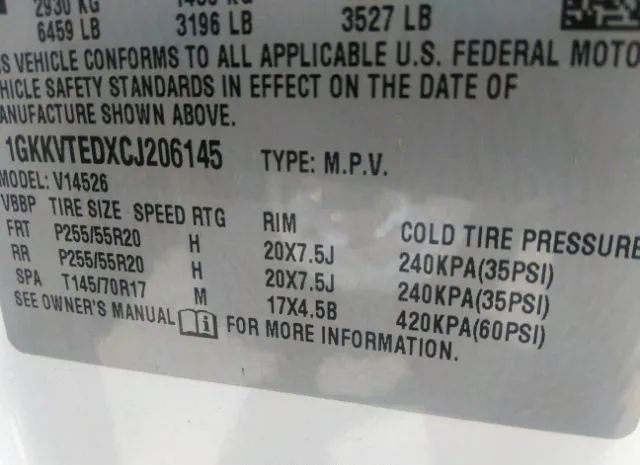 2930 KG
6459 LB 3196 LB 3527 LB
VEHICLE CONFORMS TO ALL APPLICABLE U.S. FEDERAL MOTO
HICLE SAFETY STANDARDS IN EFFECT ON THE DATE OF
ANUFACTURE SHOWN ABOVE.
1GKKVTEDXCJ206145 TYPE: M.P.V.
MODEL: V14526
VBBP TIRE SIZE SPEED RTG RIM COLD TIRE PRESSURE
FRT P255/55R20 H 20X7.5J 240KPA(35PSI)
RR P255/55R20 H 20X7.5J 240KPA(35PSI)
SPA T145/70R17 M 17X4.5B 420KPA(60PSI)
SEE OWNER'S MANUAL FOR MORE INFORMATION.